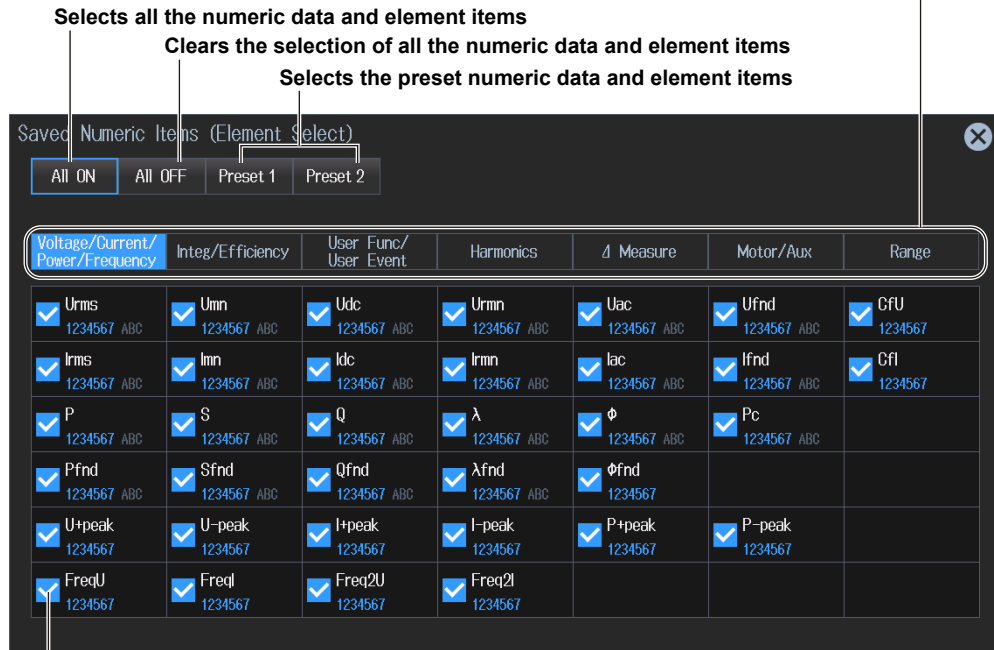 Selects all the numeric data and element items
Clears the selection of all the numeric data and element items
Selects the preset numeric data and element items
Saved Numeric Items (Element Select)
All ON All OFF Preset 1 Preset 2
Voltage/Current/ Power/Frequency Integ/Efficiency User Func/ User Event Harmonics Δ Measure Motor/Aux Range
Urms Umn Udc Urmn Uac Ufnd CfU
1234567 ABC 1234567 ABC 1234567 ABC 1234567 ABC 1234567 ABC 1234567 ABC 1234567
Irms Imn Idc Irmn Iac Ifnd CfI
1234567 ABC 1234567 ABC 1234567 ABC 1234567 ABC 1234567 ABC 1234567 ABC 1234567
P S Q λ Φ Pc
1234567 ABC 1234567 ABC 1234567 ABC 1234567 ABC 1234567 ABC 1234567 ABC
Pfnd Sfnd Qfnd λfnd Φfnd
1234567 ABC 1234567 ABC 1234567 ABC 1234567 ABC 1234567
U+peak U-peak I+peak I-peak P+peak P-peak
1234567 1234567 1234567 1234567 1234567 1234567
FreqU FreqI Freq2U Freq2I
1234567 1234567 1234567 1234567